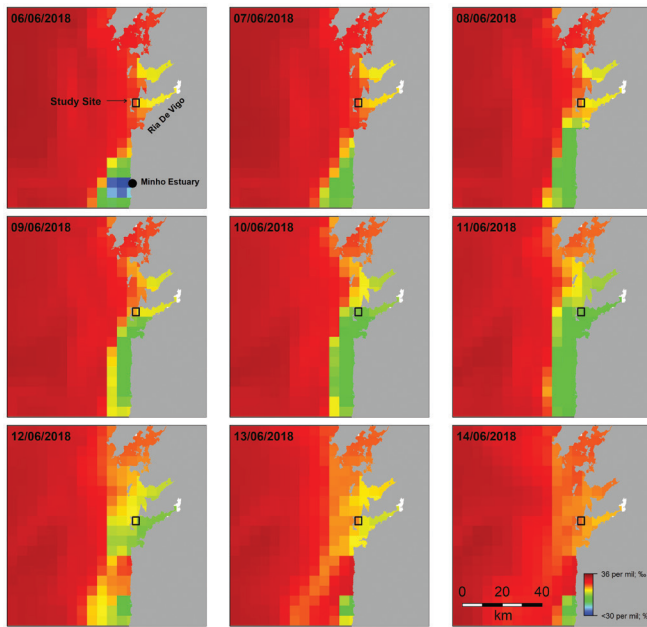 06/06/2018
07/06/2018
08/06/2018
Study Site
Ria De Vigo
Minho Estuary
09/06/2018
10/06/2018
11/06/2018
12/06/2018
13/06/2018
14/06/2018
36 per mil; ‰
0 20 40
km
<30 per mil; %